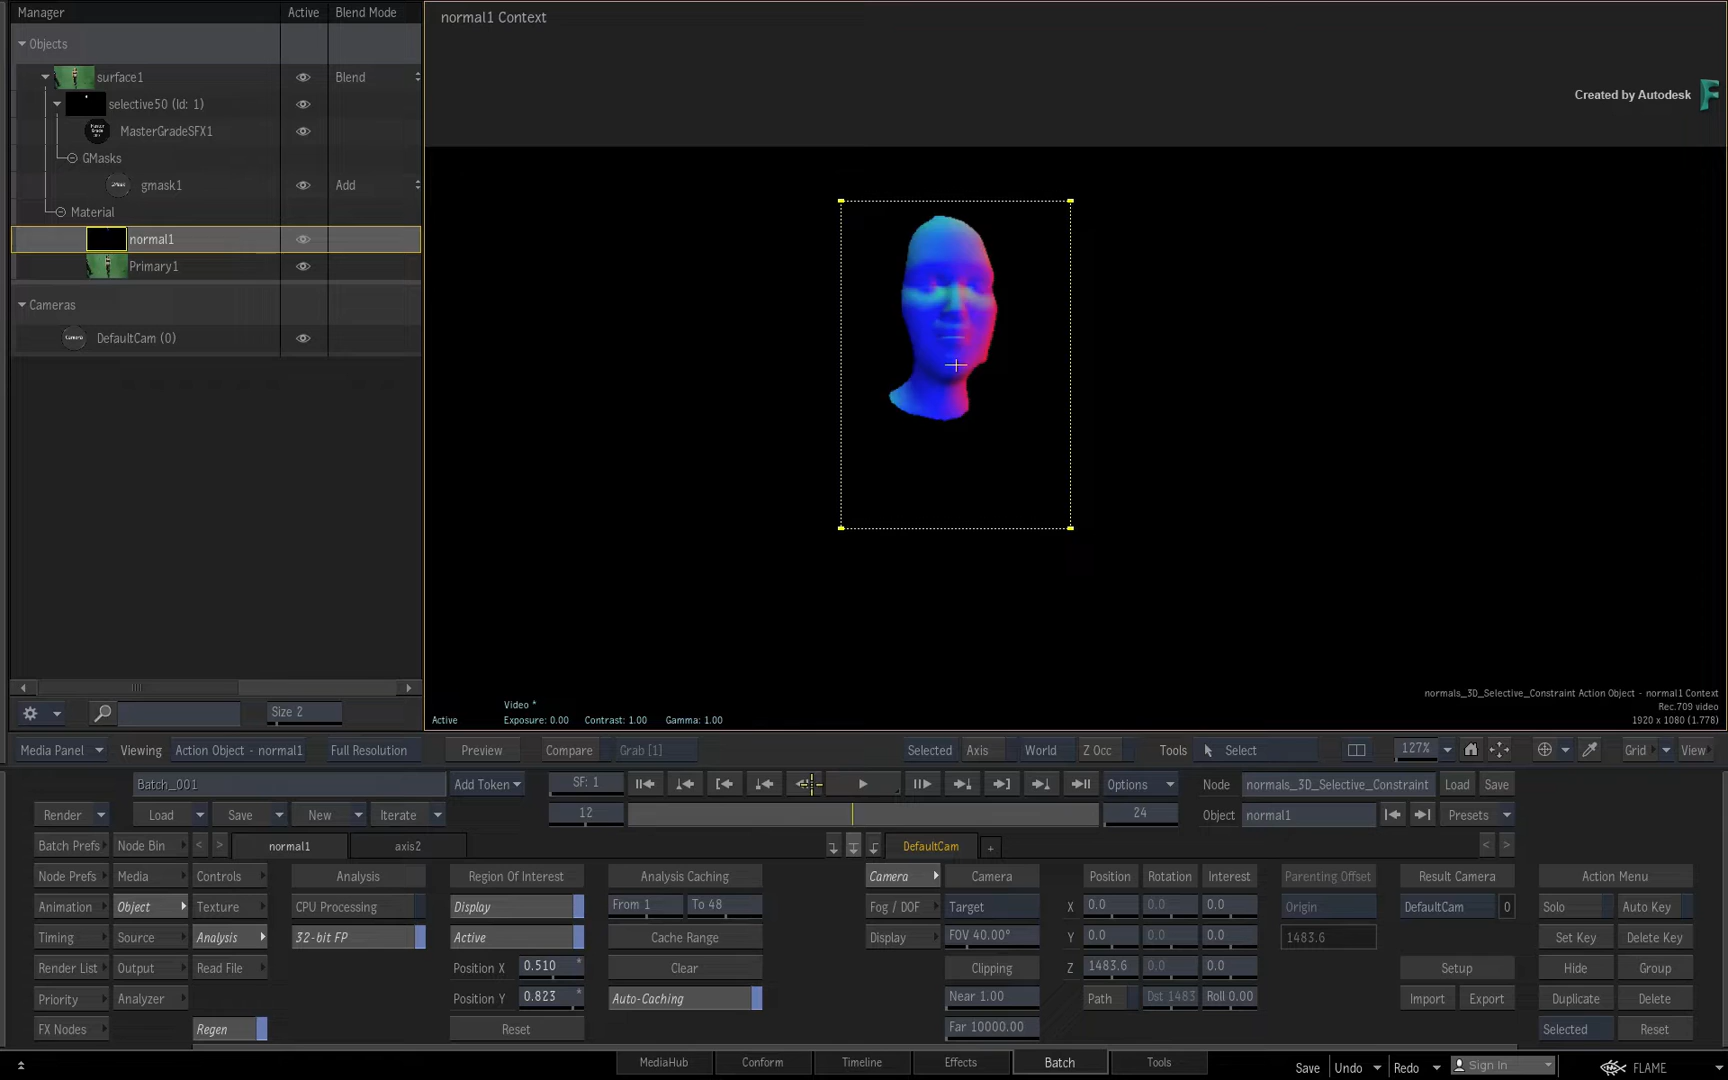 Manager
Active
Blend Mode
Objects
surface1
Blend
selective50 (Id: 1)
MasterGradeSFX1
GMasks
gmask1
Add
Material
normal1
Primary1
Cameras
DefaultCam (0)
Size 2
normal1 Context
Created by Autodesk
Video *
Active
Exposure: 0.00
Contrast: 1.00
Gamma: 1.00
normals_3D_Selective_Constraint Action Object - normal1 Context
Rec.709 video
1920 x 1080 (1.778)
Media Panel
Viewing
Action Object - normal1
Full Resolution
Preview
Compare
Grab [1]
Selected
Axis
World
Z Occ
Tools
Select
127%
Grid
View
Batch_001
Add Token
SF: 1
Options
Node
normals_3D_Selective_Constraint
Load
Save
Render
Load
Save
New
Iterate
12
24
Object
normal1
Presets
Batch Prefs
Node Bin
<
>
normal1
axis2
DefaultCam
+
<
>
Node Prefs
Media
Controls
Analysis
Region Of Interest
Analysis Caching
Camera
Camera
Position
Rotation
Interest
Parenting Offset
Result Camera
Action Menu
Animation
Object
Texture
CPU Processing
Display
From 1
To 48
Fog / DOF
Target
X
0.0
0.0
0.0
Origin
DefaultCam
0
Solo
Auto Key
Timing
Source
Analysis
32-bit FP
Active
Cache Range
Display
FOV 40.00°
Y
0.0
0.0
0.0
1483.6
Set Key
Delete Key
Render List
Output
Read File
Position X
0.510
Clear
Clipping
Z
1483.6
0.0
0.0
Setup
Hide
Group
Priority
Analyzer
Position Y
0.823
Auto-Caching
Near 1.00
Path
Dst 1483
Roll 0.00
Import
Export
Duplicate
Delete
FX Nodes
Regen
Reset
Far 10000.00
Selected
Reset
MediaHub
Conform
Timeline
Effects
Batch
Tools
Save
Undo
Redo
Sign In
FLAME